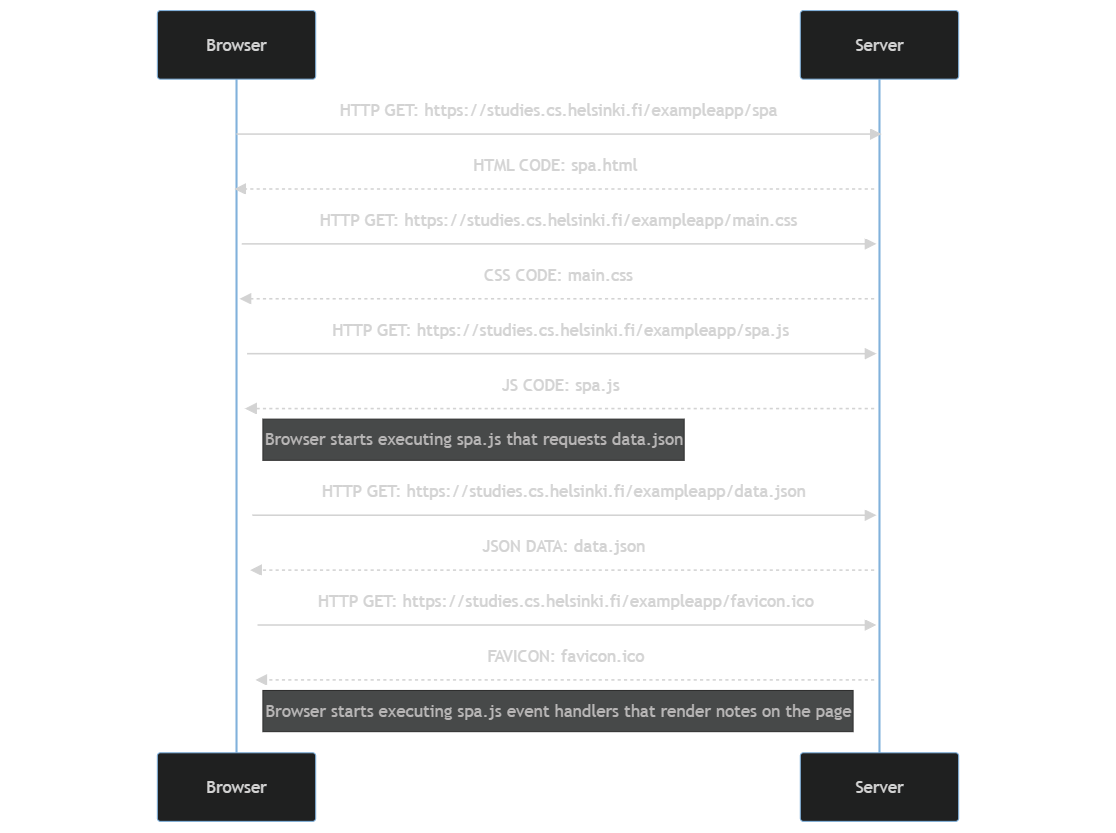 Browser
Server
HTTP GET: https://studies.cs.helsinki.fi/exampleapp/spa
HTML CODE: spa.html
HTTP GET: https://studies.cs.helsinki.fi/exampleapp/main.css
CSS CODE: main.css
HTTP GET: https://studies.cs.helsinki.fi/exampleapp/spa.js
JS CODE: spa.js
Browser starts executing spa.js that requests data.json
HTTP GET: https://studies.cs.helsinki.fi/exampleapp/data.json
JSON DATA: data.json
HTTP GET: https://studies.cs.helsinki.fi/exampleapp/favicon.ico
FAVICON: favicon.ico
Browser starts executing spa.js event handlers that render notes on the page
Browser
Server